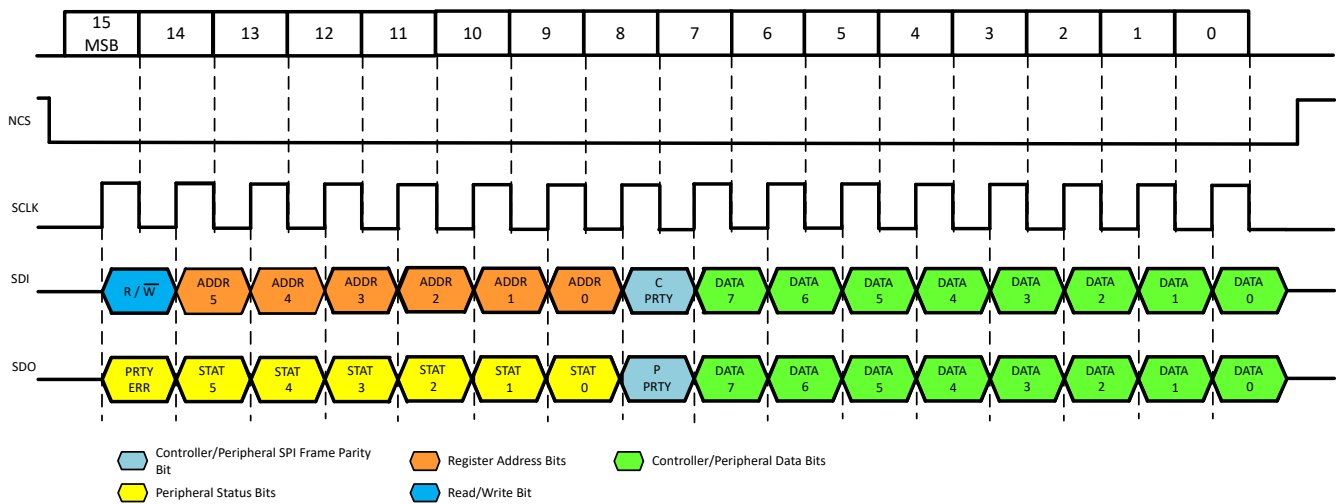 15
MSB
14
13
12
11
10
9
8
7
6
5
4
3
2
1
0
NCS
SCLK
SDI
R / W̅
ADDR
5
ADDR
4
ADDR
3
ADDR
2
ADDR
1
ADDR
0
C
PRTY
DATA
7
DATA
6
DATA
5
DATA
4
DATA
3
DATA
2
DATA
1
DATA
0
SDO
PRTY
ERR
STAT
5
STAT
4
STAT
3
STAT
2
STAT
1
STAT
0
P
PRTY
DATA
7
DATA
6
DATA
5
DATA
4
DATA
3
DATA
2
DATA
1
DATA
0
Controller/Peripheral SPI Frame Parity
Bit
Register Address Bits
Controller/Peripheral Data Bits
Peripheral Status Bits
Read/Write Bit